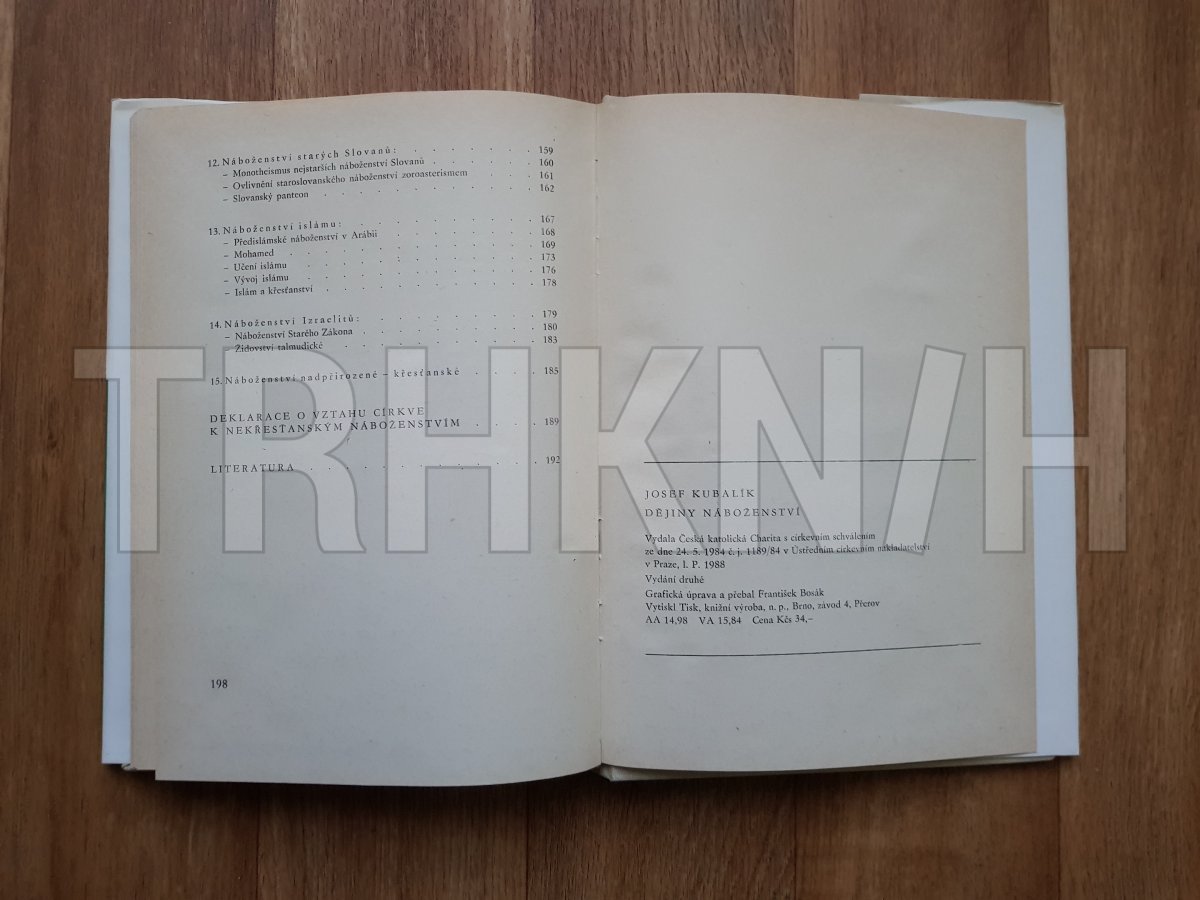 12. Náboženství starých Slovanů: . . . . . . . 159
– Monotheismus nejstarších náboženství Slovanů . . . . . 160
– Ovlivnění staroslovanského náboženství zoroasterismem . . . 161
– Slovanský panteon . . . . . . . . . . . 162
13. Náboženství islámu: . . . . . . . . . 167
– Předislámské náboženství v Arábii . . . . . . . 168
– Mohamed . . . . . . . . . . . . 169
– Učení islámu . . . . . . . . . . . 173
– Vývoj islámu . . . . . . . . . . . 176
– Islám a křesťanství . . . . . . . . . . 178
14. Náboženství Izraelitů: . . . . . . . . 179
– Náboženství Starého Zákona . . . . . . . . 180
– Židovství talmudické . . . . . . . . . 183
15. Náboženství nadpřirozené – křesťanské . . . . 185
DEKLARACE O VZTAHU CÍRKVE
K NEKŘESŤANSKÝM NÁBOŽENSTVÍM . . . . 189
LITERATURA . . . . . . . . . . . 192
198
JOSEF KUBALÍK
DĚJINY NÁBOŽENSTVÍ
Vydala Česká katolická Charita s církevním schválením
ze dne 24. 5. 1984 č. j. 1189/84 v Ústředním církevním nakladatelství
v Praze, l. P. 1988
Vydání druhé
Grafická úprava a přebal František Bosák
Vytiskl Tisk, knižní výroba, n. p., Brno, závod 4, Přerov
AA 14,98 VA 15,84 Cena Kčs 34,–
TRHKN/H